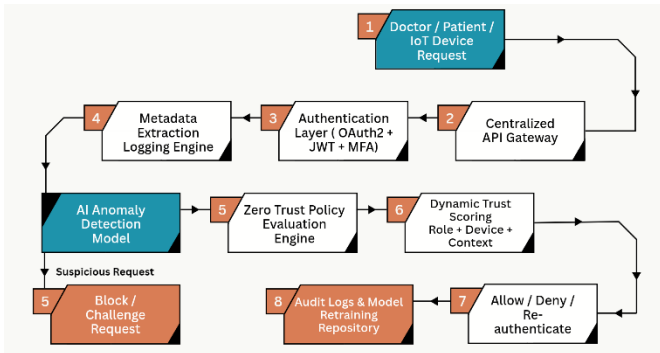 1
Doctor / Patient /
IoT Device
Request
2
Centralized
API Gateway
3
Authentication
Layer ( OAuth2 +
JWT + MFA)
4
Metadata
Extraction
Logging Engine
AI Anomaly
Detection
Model
5
Zero Trust Policy
Evaluation
Engine
6
Dynamic Trust
Scoring
Role + Device +
Context
Suspicious Request
5
Block /
Challenge
Request
7
Allow / Deny /
Re-
authenticate
8
Audit Logs & Model
Retraining
Repository